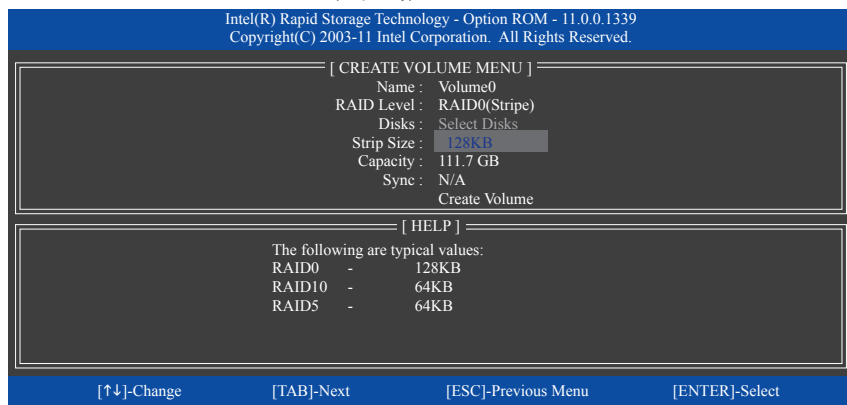 Intel(R) Rapid Storage Technology - Option ROM - 11.0.0.1339
Copyright(C) 2003-11 Intel Corporation. All Rights Reserved.
[ CREATE VOLUME MENU ]
Name : Volume0
RAID Level : RAID0(Stripe)
Disks : Select Disks
Strip Size : 128KB
Capacity : 111.7 GB
Sync : N/A
Create Volume
[ HELP ]
The following are typical values:
RAID0 - 128KB
RAID10 - 64KB
RAID5 - 64KB
[↑↓]-Change [TAB]-Next [ESC]-Previous Menu [ENTER]-Select